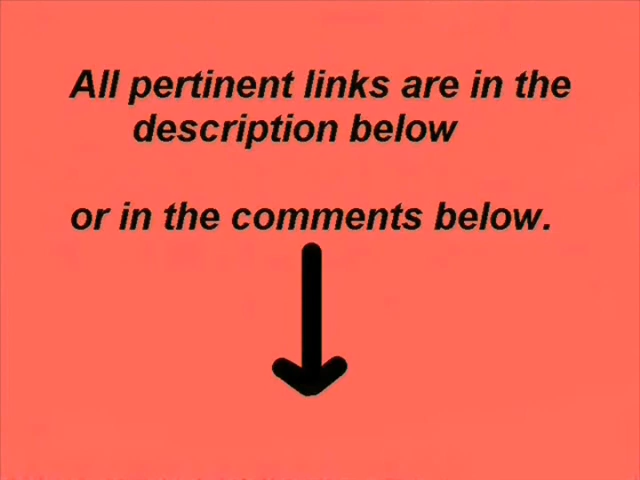 All pertinent links are in the
description below
or in the comments below.